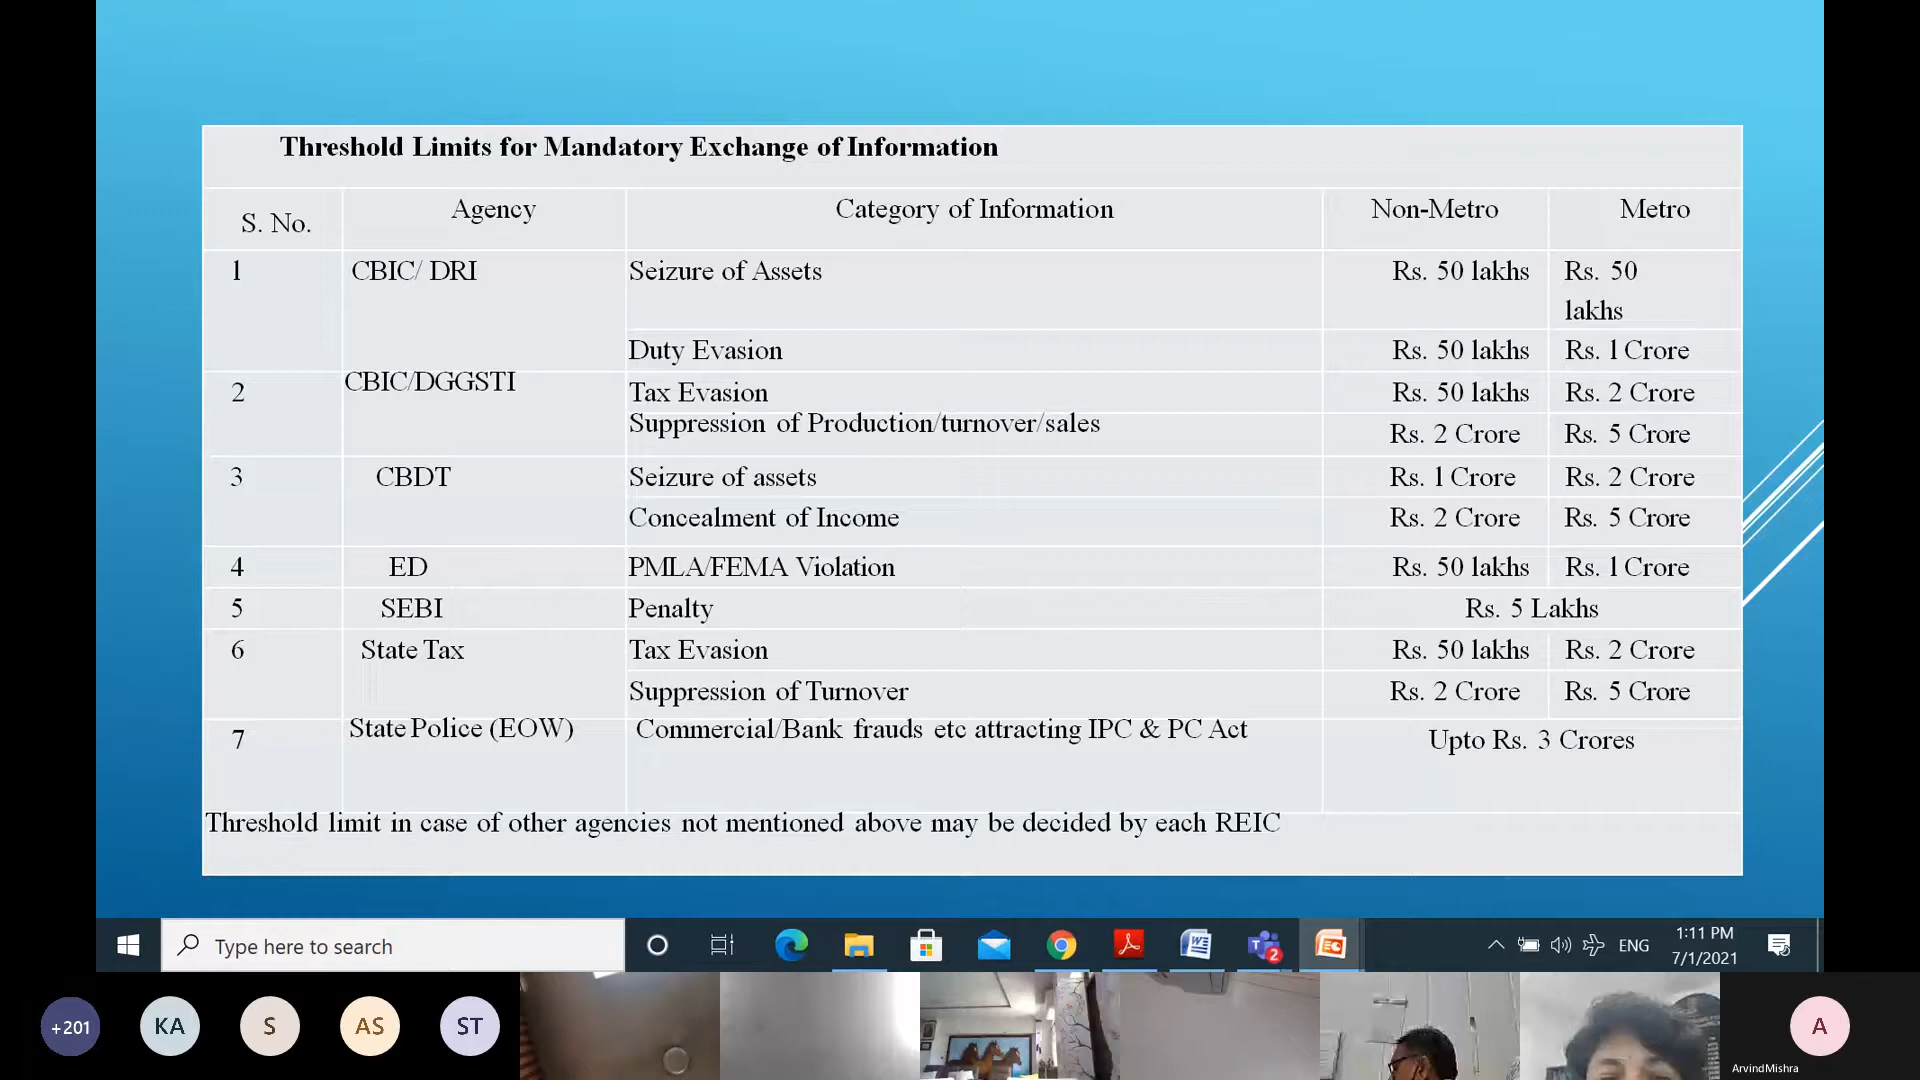 Threshold Limits for Mandatory Exchange of Information
S. No. Agency Category of Information Non-Metro Metro
1 CBIC/ DRI Seizure of Assets Rs. 50 lakhs Rs. 50
lakhs
Duty Evasion Rs. 50 lakhs Rs. 1 Crore
2 CBIC/DGGSTI Tax Evasion Rs. 50 lakhs Rs. 2 Crore
Suppression of Production/turnover/sales Rs. 2 Crore Rs. 5 Crore
3 CBDT Seizure of assets Rs. 1 Crore Rs. 2 Crore
Concealment of Income Rs. 2 Crore Rs. 5 Crore
4 ED PMLA/FEMA Violation Rs. 50 lakhs Rs. 1 Crore
5 SEBI Penalty Rs. 5 Lakhs
6 State Tax Tax Evasion Rs. 50 lakhs Rs. 2 Crore
Suppression of Turnover Rs. 2 Crore Rs. 5 Crore
7 State Police (EOW) Commercial/Bank frauds etc attracting IPC & PC Act Upto Rs. 3 Crores
Threshold limit in case of other agencies not mentioned above may be decided by each REIC
Type here to search
2
ENG
1:11 PM
7/1/2021
+201 KA S AS ST A
ArvindMishra